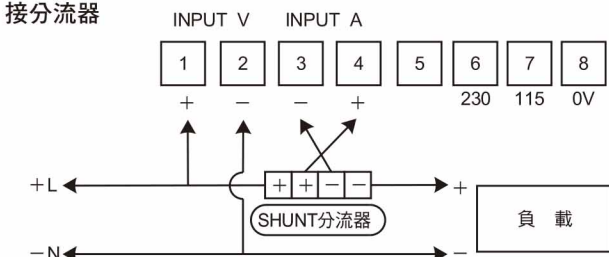 接分流器
INPUT V INPUT A
1 2 3 4 5 6 7 8
+ − − + 230 115 0V
+L + + − − +
SHUNT分流器
負 載
−N −